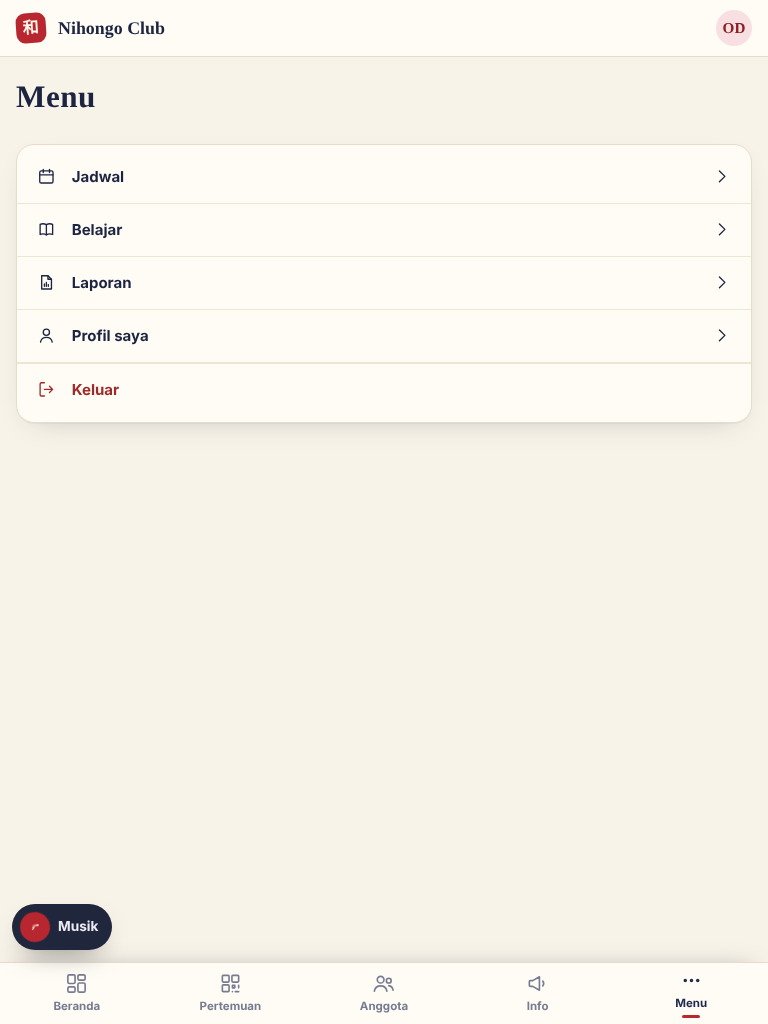 和 Nihongo Club OD
Menu
Jadwal
Belajar
Laporan
Profil saya
Keluar
Musik
Beranda Pertemuan Anggota Info Menu